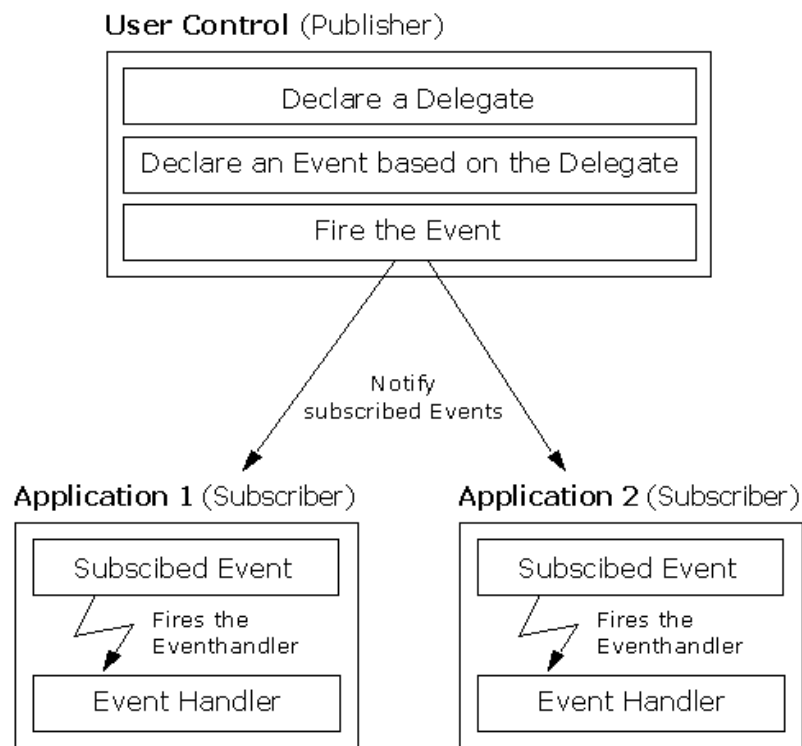 User Control (Publisher)
Declare a Delegate
Declare an Event based on the Delegate
Fire the Event
Notify
subscribed Events
Application 1 (Subscriber)
Subscibed Event
Fires the
Eventhandler
Event Handler
Application 2 (Subscriber)
Subscibed Event
Fires the
Eventhandler
Event Handler